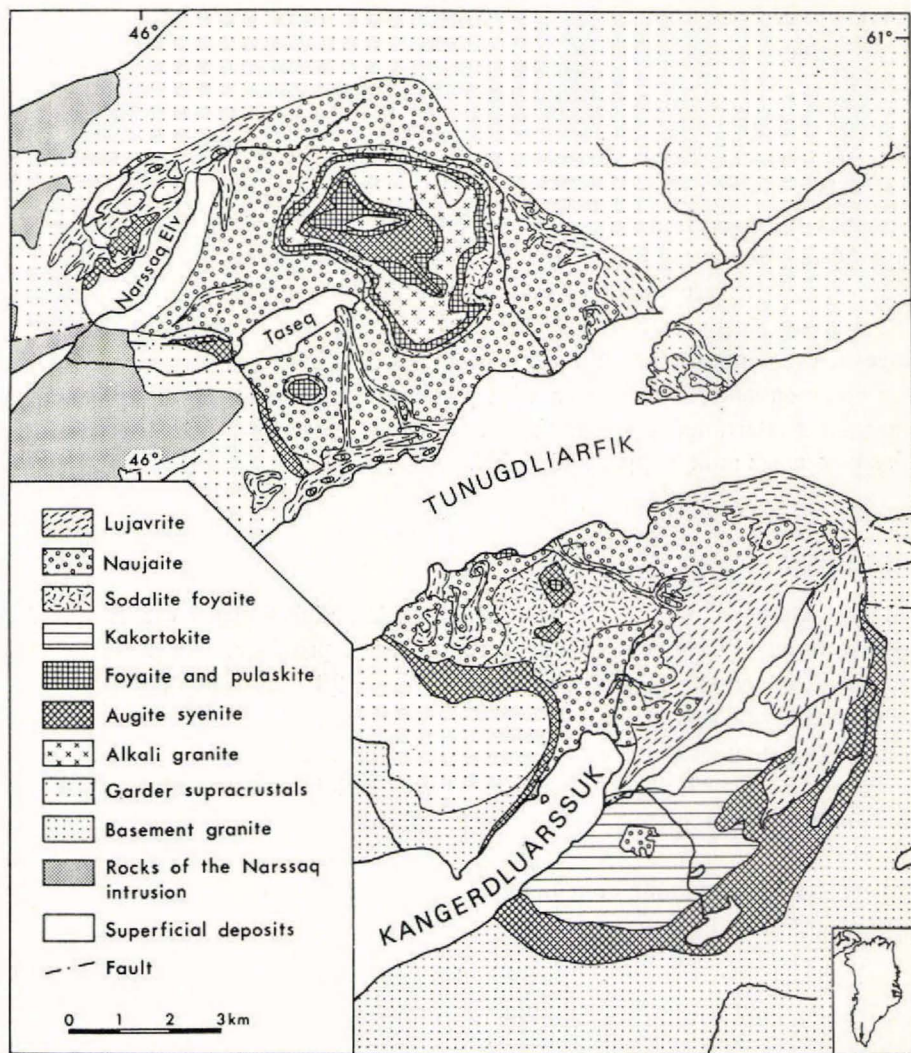 46°
61°
Narssaq Elv
Taseq
46°
TUNUGDLIARFIK
KANGERDLUARSSUK
Lujavrite
Naujaite
Sodalite foyaite
Kakortokite
Foyaite and pulaskite
Augite syenite
Alkali granite
Garder supracrustals
Basement granite
Rocks of the Narssaq
intrusion
Superficial deposits
Fault
0 1 2 3km